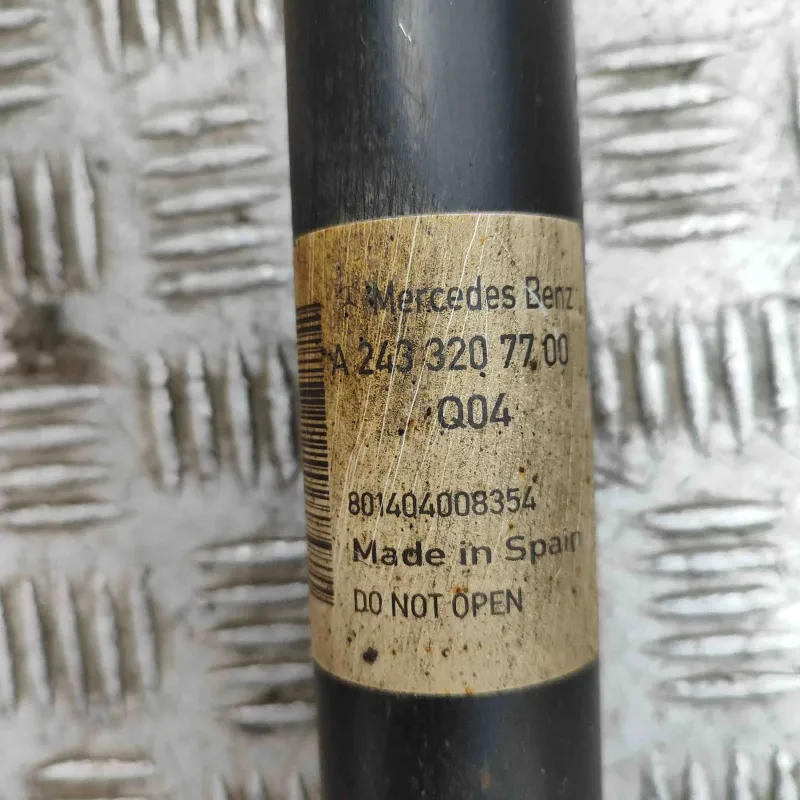 Mercedes Benz
A 243 320 77 00
Q04
801404008354
Made in Spain
DO NOT OPEN